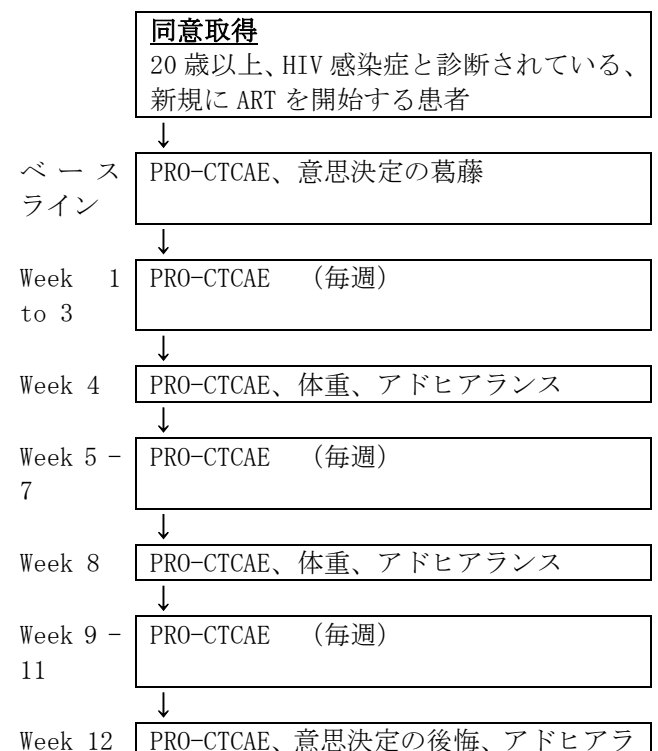 同意取得
20 歳以上、HIV 感染症と診断されている、
新規に ART を開始する患者
↓
ベース PRO-CTCAE、意思決定の葛藤
ライン
↓
Week 1 PRO-CTCAE （毎週）
to 3
↓
Week 4 PRO-CTCAE、体重、アドヒアランス
↓
Week 5 - PRO-CTCAE （毎週）
7
↓
Week 8 PRO-CTCAE、体重、アドヒアランス
↓
Week 9 - PRO-CTCAE （毎週）
11
↓
Week 12 PRO-CTCAE、意思決定の後悔、アドヒアラ